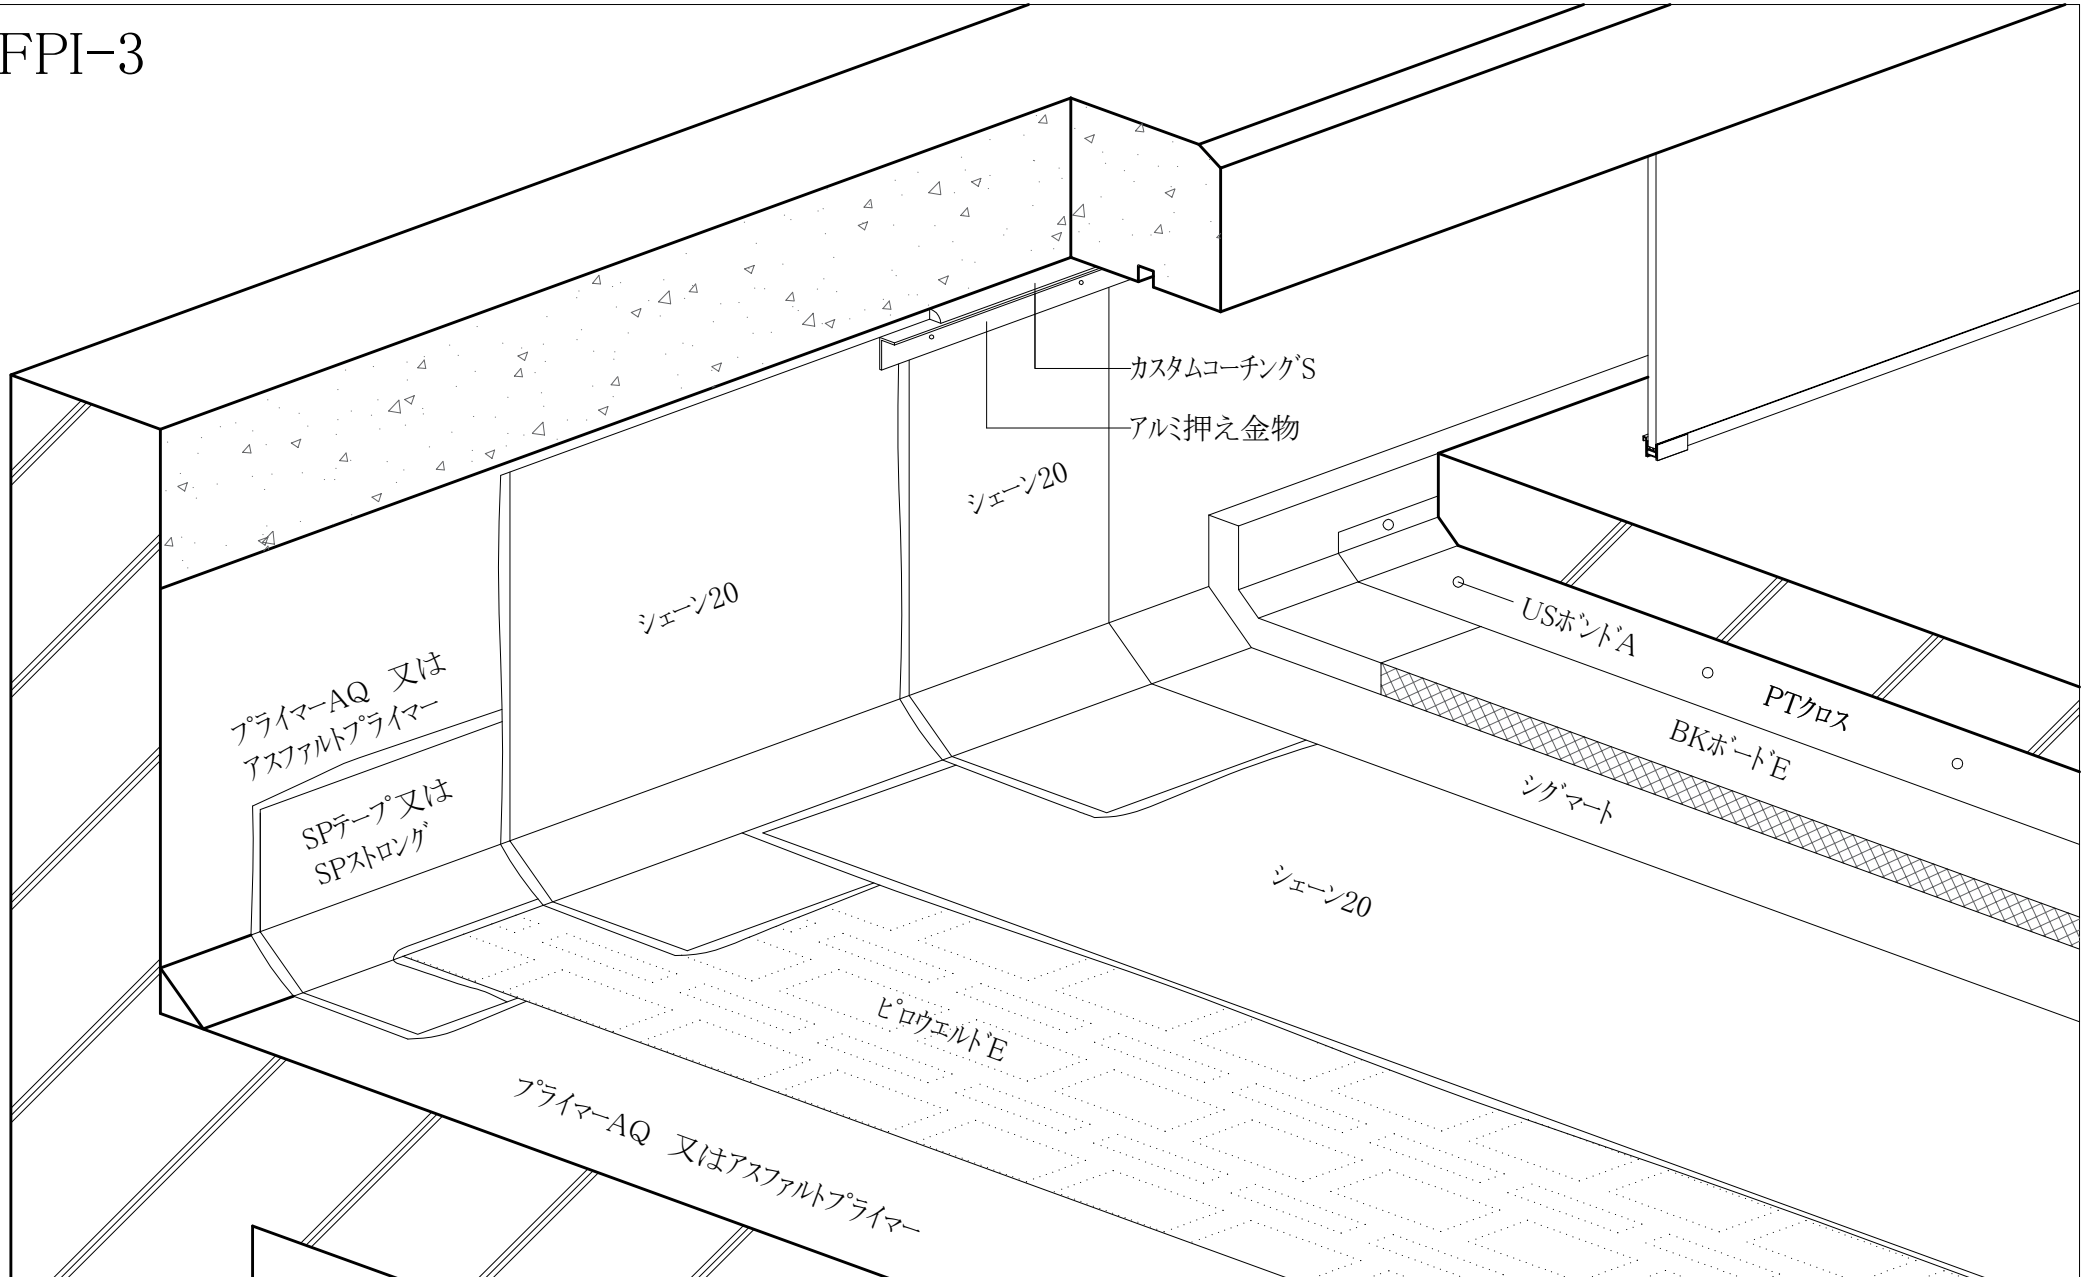 FPI-3
カスタムコーチングS
アルミ押え金物
シェーン20
シェーン20
USボンドA
PTクロス
BKボードE
シグマート
プライマーAQ 又は
アスファルトプライマー
SPテープ又は
SPストロング
シェーン20
ピロウエルドE
プライマーAQ 又はアスファルトプライマー